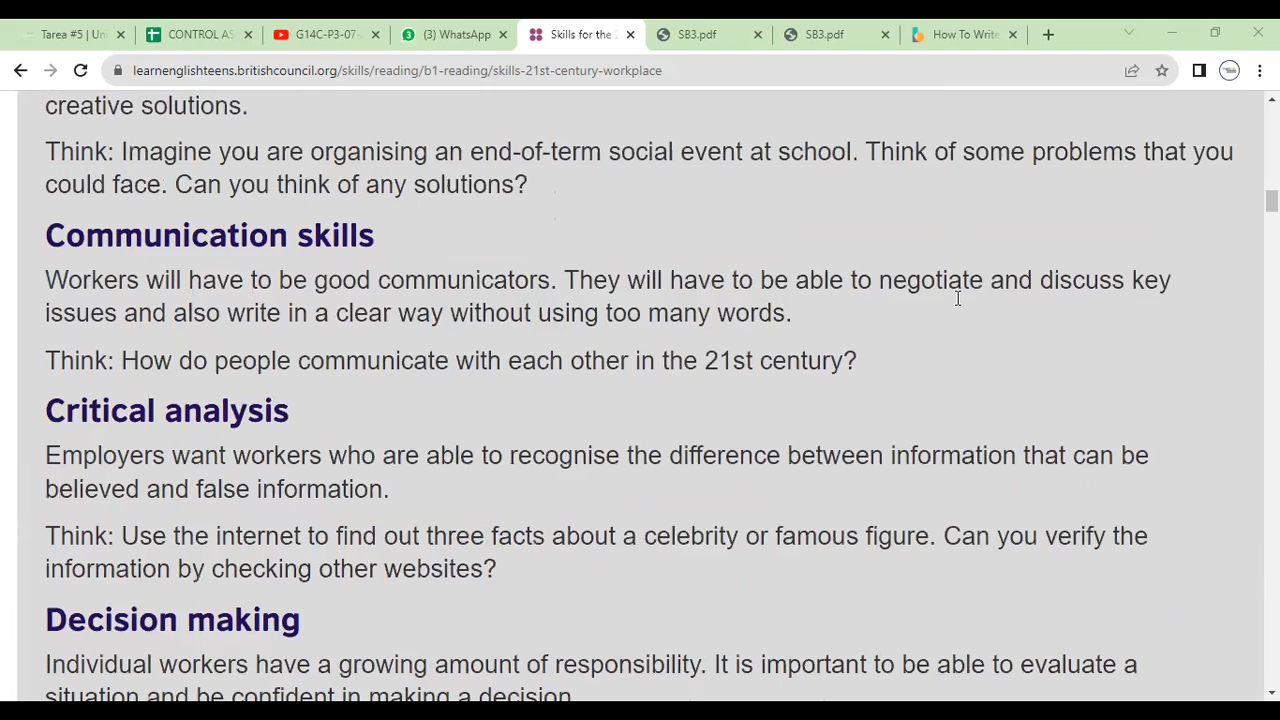 Tarea #5 | Un
CONTROL AS
G14C-P3-07-
(3) WhatsApp
Skills for the
SB3.pdf
SB3.pdf
How To Write
learnenglishteens.britishcouncil.org/skills/reading/b1-reading/skills-21st-century-workplace
creative solutions.
Think: Imagine you are organising an end-of-term social event at school. Think of some problems that you
could face. Can you think of any solutions?
Communication skills
Workers will have to be good communicators. They will have to be able to negotiate and discuss key
issues and also write in a clear way without using too many words.
Think: How do people communicate with each other in the 21st century?
Critical analysis
Employers want workers who are able to recognise the difference between information that can be
believed and false information.
Think: Use the internet to find out three facts about a celebrity or famous figure. Can you verify the
information by checking other websites?
Decision making
Individual workers have a growing amount of responsibility. It is important to be able to evaluate a
situation and be confident in making a decision.